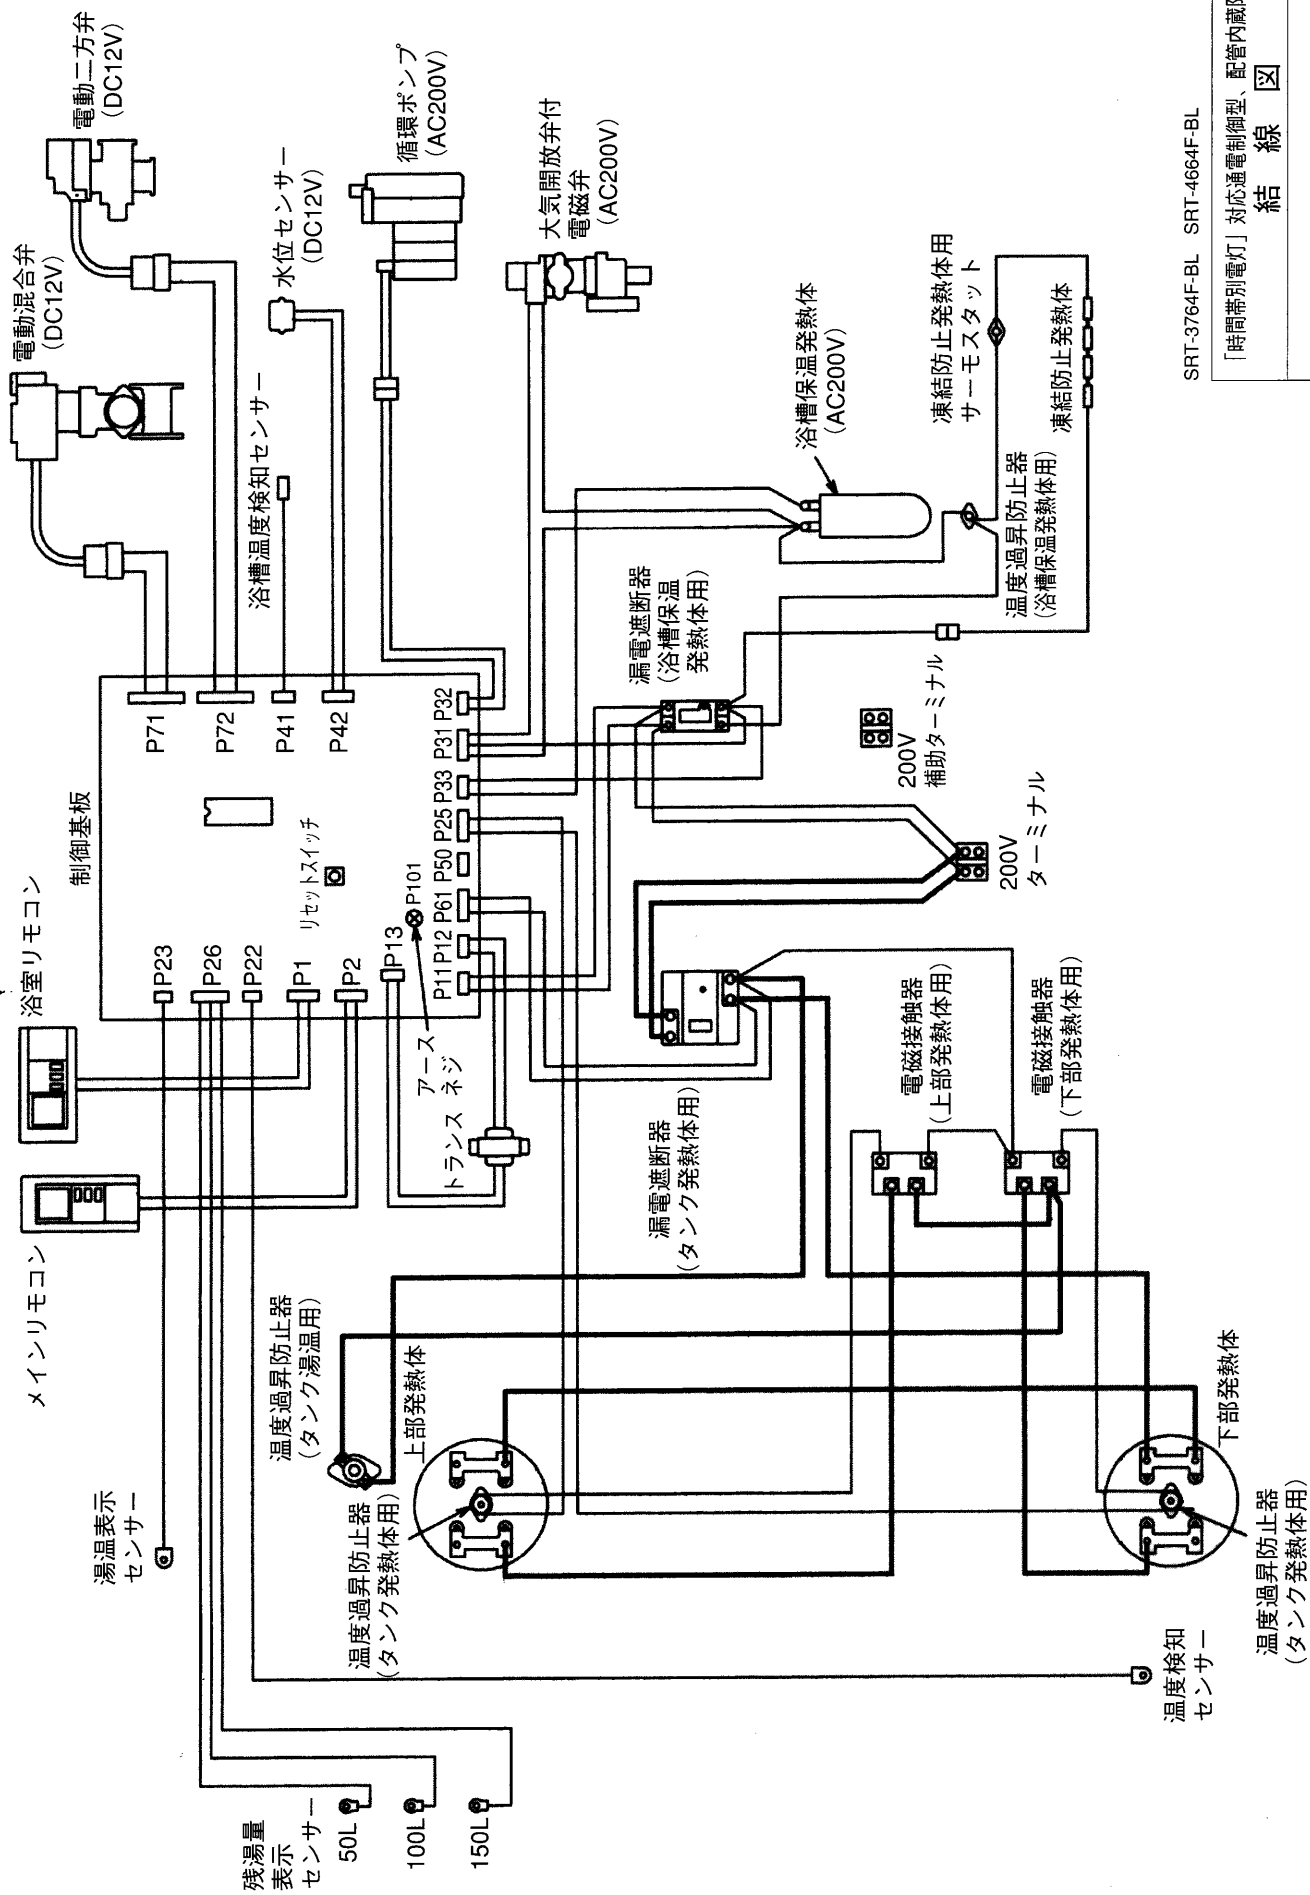 メインリモコン
浴室リモコン
制御基板
電動混合弁
(DC12V)
電動二方弁
(DC12V)
浴槽温度検知センサー
水位センサー
(DC12V)
循環ポンプ
(AC200V)
大気開放弁付
電磁弁
(AC200V)
P23
P26
P22
P1
P2
P13
P101
リセットスイッチ
P71
P72
P41
P42
P11
P12
P61
P50
P25
P33
P31
P32
アース
ネジ
トランス
湯温表示
センサー
残湯量
表示
センサー
50L
100L
150L
温度過昇防止器
(タンク湯温用)
上部発熱体
温度過昇防止器
(タンク発熱体用)
漏電遮断器
(タンク発熱体用)
漏電遮断器
(浴槽保温
発熱体用)
浴槽保温発熱体
(AC200V)
凍結防止発熱体用
サーモスタット
温度過昇防止器
(浴槽保温発熱体用)
凍結防止発熱体
200V
補助ターミナル
200V
ターミナル
電磁接触器
(上部発熱体用)
電磁接触器
(下部発熱体用)
下部発熱体
温度過昇防止器
(タンク発熱体用)
温度検知
センサー
SRT-3764F-BL SRT-4664F-BL
「時間帯別電灯」対応通電制御型、配管内蔵
結線図